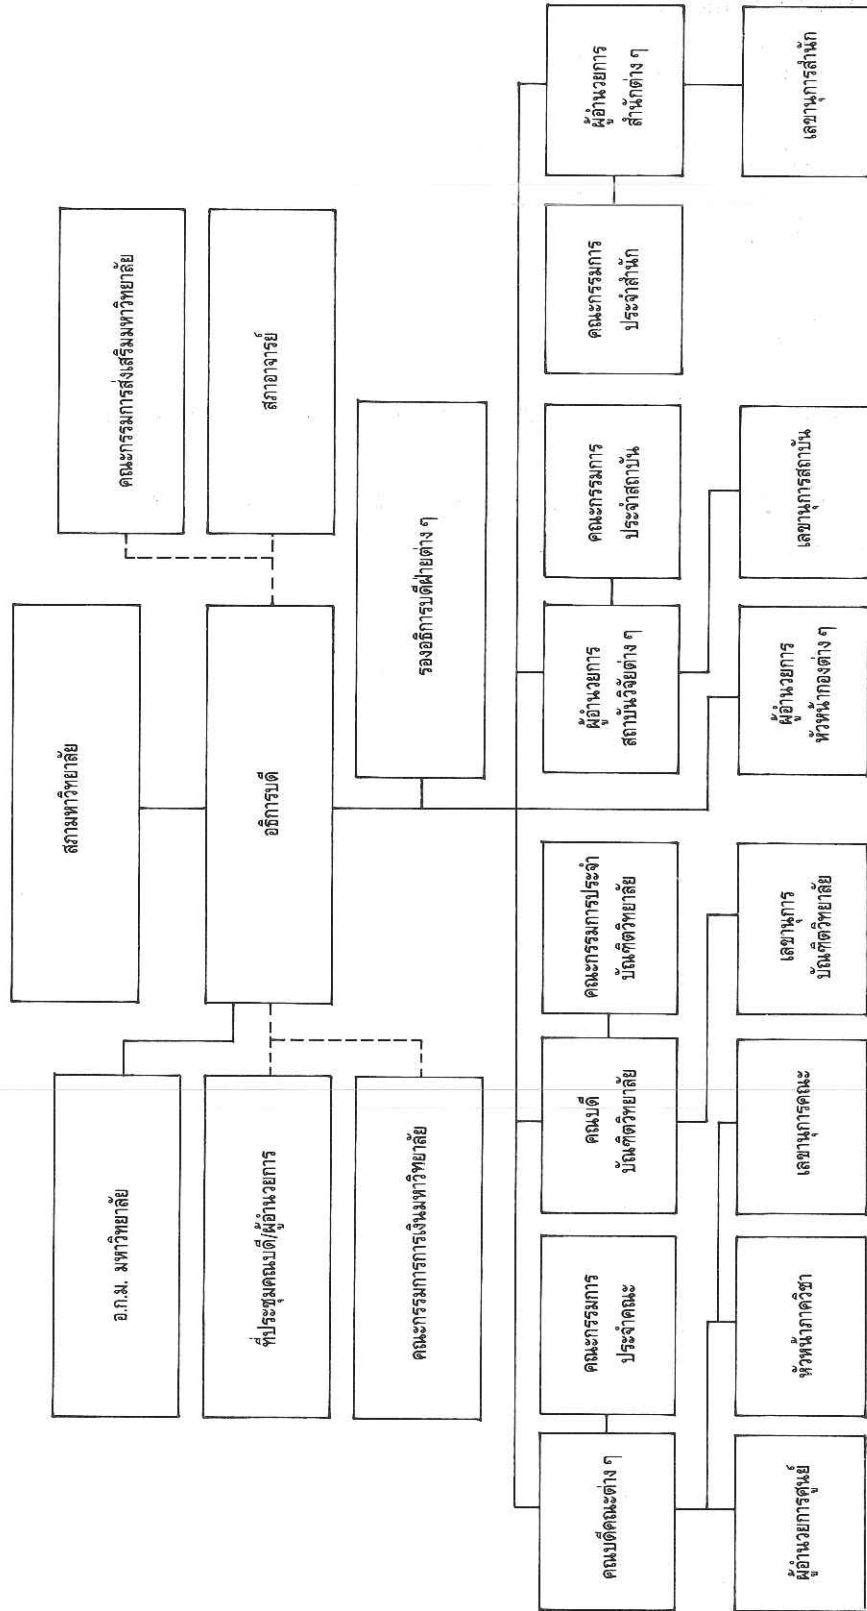 สภามหาวิทยาลัย
อ.ก.ม. มหาวิทยาลัย
คณะกรรมการส่งเสริมมหาวิทยาลัย
ที่ประชุมคณบดี/ผู้อำนวยการ
อธิการบดี
สภาอาจารย์
คณะกรรมการการเงินมหาวิทยาลัย
รองอธิการบดีฝ่ายต่าง ๆ
คณบดีคณะต่าง ๆ
คณะกรรมการ
ประจำคณะ
คณบดี
บัณฑิตวิทยาลัย
คณะกรรมการประจำ
บัณฑิตวิทยาลัย
ผู้อำนวยการ
สถาบันวิจัยต่าง ๆ
คณะกรรมการ
ประจำสถาบัน
คณะกรรมการ
ประจำสำนัก
ผู้อำนวยการ
สำนักต่าง ๆ
ผู้อำนวยการศูนย์
หัวหน้าภาควิชา
เลขานุการคณะ
เลขานุการ
บัณฑิตวิทยาลัย
ผู้อำนวยการ
หัวหน้ากองต่าง ๆ
เลขานุการสถาบัน
เลขานุการสำนัก